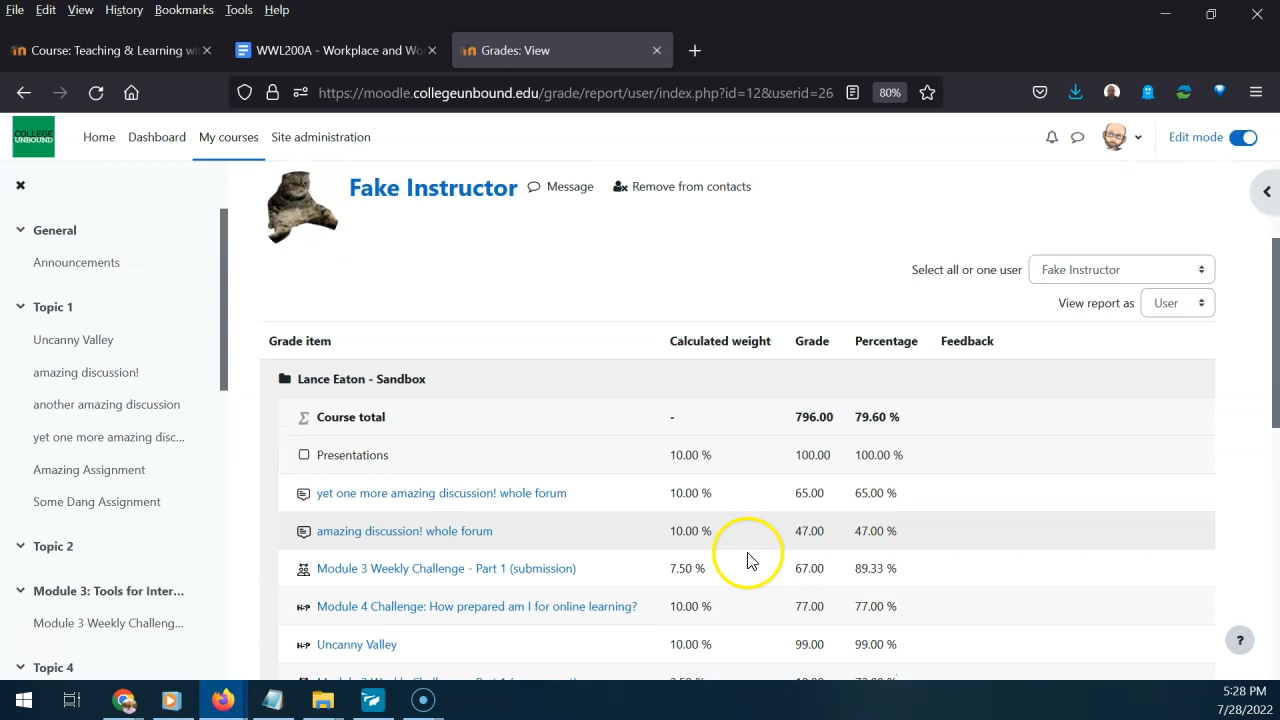 File Edit View History Bookmarks Tools Help
Course: Teaching & Learning wi
WWL200A - Workplace and Wo
Grades: View
https://moodle.collegeunbound.edu/grade/report/user/index.php?id=12&userid=26
80%
COLLEGE
UNBOUND
Home Dashboard My courses Site administration
Edit mode
Fake Instructor Message Remove from contacts
General
Announcements
Topic 1
Uncanny Valley
amazing discussion!
another amazing discussion
yet one more amazing disc...
Amazing Assignment
Some Dang Assignment
Topic 2
Module 3: Tools for Inter...
Module 3 Weekly Challeng...
Topic 4
Select all or one user Fake Instructor
View report as User
Grade item Calculated weight Grade Percentage Feedback
Lance Eaton - Sandbox
Course total - 796.00 79.60 %
Presentations 10.00 % 100.00 100.00 %
yet one more amazing discussion! whole forum 10.00 % 65.00 65.00 %
amazing discussion! whole forum 10.00 % 47.00 47.00 %
Module 3 Weekly Challenge - Part 1 (submission) 7.50 % 67.00 89.33 %
H-P Module 4 Challenge: How prepared am I for online learning? 10.00 % 77.00 77.00 %
H-P Uncanny Valley 10.00 % 99.00 99.00 %
?
5:28 PM
7/28/2022